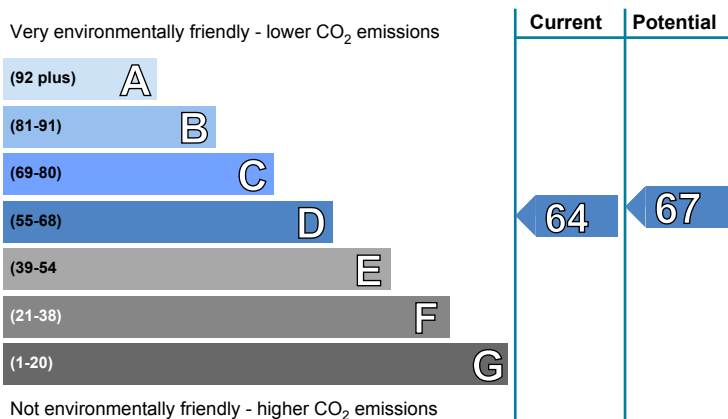 Very environmentally friendly - lower CO2 emissions
Current Potential
(92 plus) A
(81-91) B
(69-80) C
(55-68) D
64 67
(39-54 E
(21-38) F
(1-20) G
Not environmentally friendly - higher CO2 emissions